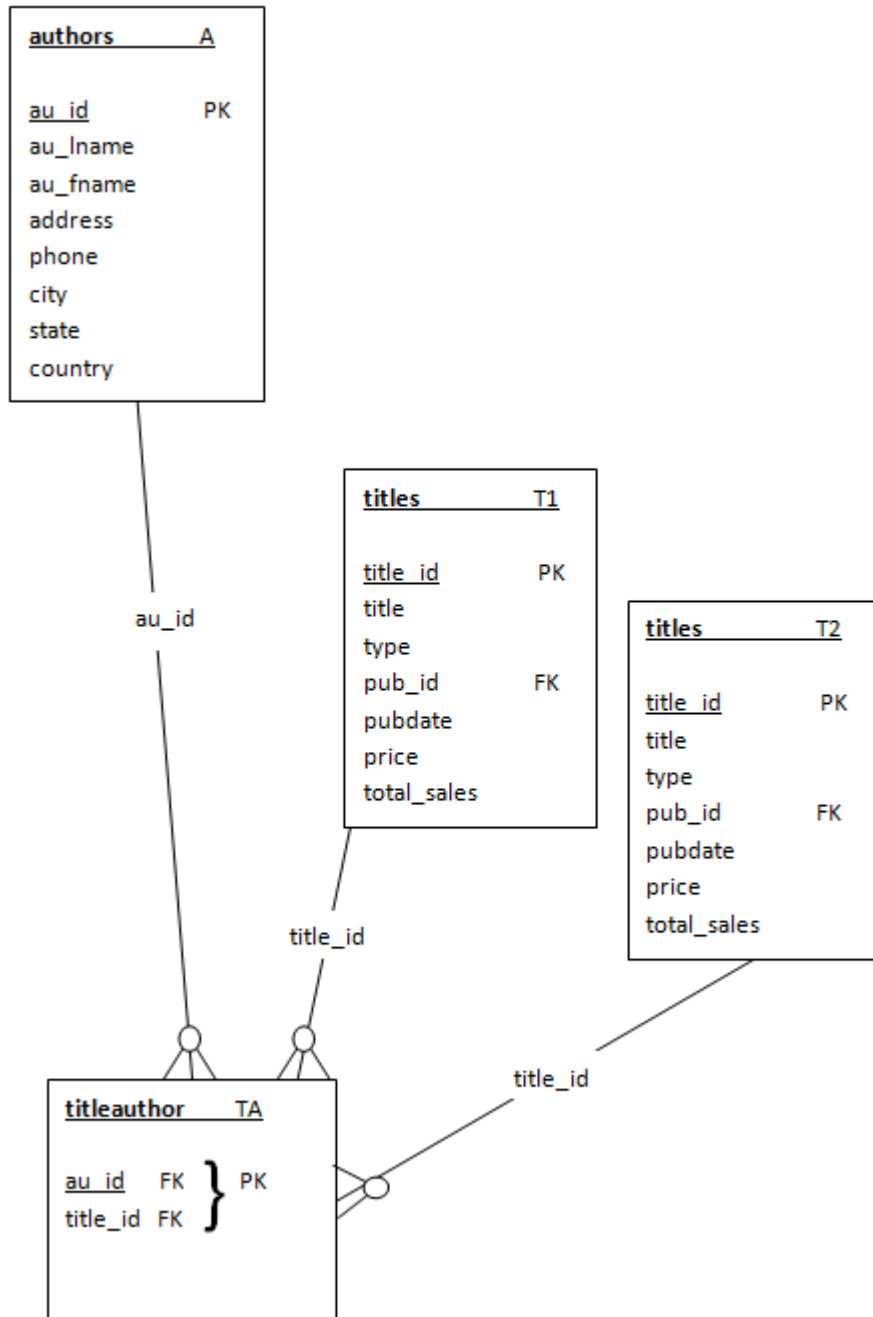 authors A
au_id PK
au_lname
au_fname
address
phone
city
state
country
au_id
titles T1
title_id PK
title
type
pub_id FK
pubdate
price
total_sales
title_id
titles T2
title_id PK
title
type
pub_id FK
pubdate
price
total_sales
title_id
titleauthor TA
au_id FK } PK
title_id FK